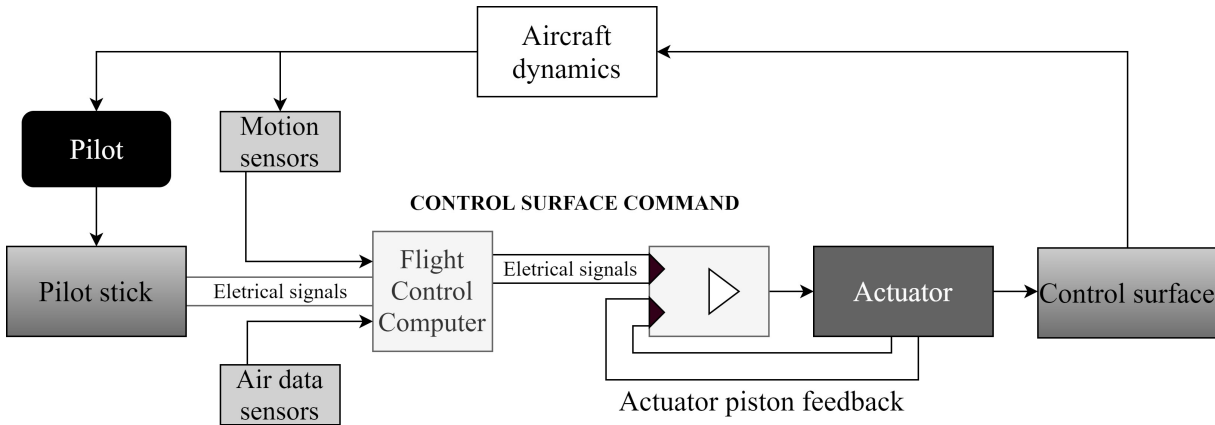 Aircraft
dynamics
Pilot
Motion
sensors
CONTROL SURFACE COMMAND
Pilot stick
Eletrical signals
Flight
Control
Computer
Eletrical signals
Actuator
Control surface
Air data
sensors
Actuator piston feedback